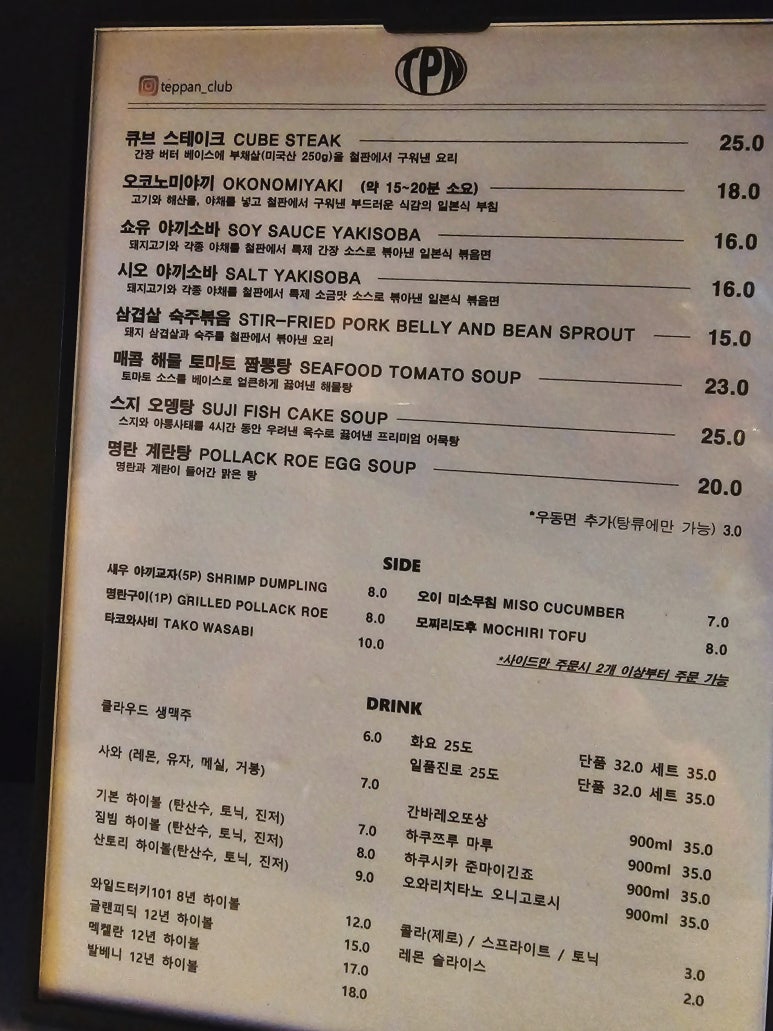 teppan_club
TPN
큐브 스테이크 CUBE STEAK 25.0
간장 버터 베이스에 부채살(미국산 250g)을 철판에서 구워낸 요리
오코노미야끼 OKONOMIYAKI (약 15~20분 소요) 18.0
고기와 해산물, 야채를 넣고 철판에서 구워낸 부드러운 식감의 일본식 부침
쇼유 야끼소바 SOY SAUCE YAKISOBA 16.0
돼지고기와 각종 야채를 철판에서 특제 간장 소스로 볶아낸 일본식 볶음면
시오 야끼소바 SALT YAKISOBA 16.0
돼지고기와 각종 야채를 철판에서 특제 소금맛 소스로 볶아낸 일본식 볶음면
삼겹살 숙주볶음 STIR-FRIED PORK BELLY AND BEAN SPROUT 15.0
돼지 삼겹살과 숙주를 철판에서 볶아낸 요리
매콤 해물 토마토 짬뽕탕 SEAFOOD TOMATO SOUP 23.0
토마토 소스를 베이스로 얼큰하게 끓여낸 해물탕
스지 오뎅탕 SUJI FISH CAKE SOUP 25.0
스지와 아롱사태를 4시간 동안 우려낸 육수로 끓여낸 프리미엄 어묵탕
명란 계란탕 POLLACK ROE EGG SOUP 20.0
명란과 계란이 들어간 맑은 탕
*우동면 추가(탕류에만 가능) 3.0
SIDE
새우 야끼교자(5P) SHRIMP DUMPLING 8.0
명란구이(1P) GRILLED POLLACK ROE 8.0
타코와사비 TAKO WASABI 10.0
오이 미소무침 MISO CUCUMBER 7.0
모찌리도후 MOCHIRI TOFU 8.0
*사이드만 주문시 2개 이상부터 주문 가능
DRINK
클라우드 생맥주 6.0
사와 (레몬, 유자, 메실, 거봉) 7.0
기본 하이볼 (탄산수, 토닉, 진저) 7.0
짐빔 하이볼 (탄산수, 토닉, 진저) 8.0
산토리 하이볼(탄산수, 토닉, 진저) 9.0
와일드터키101 8년 하이볼 12.0
글랜피딕 12년 하이볼 15.0
멕켈란 12년 하이볼 17.0
발베니 12년 하이볼 18.0
화요 25도 단품 32.0 세트 35.0
일품진로 25도 단품 32.0 세트 35.0
간바레오또상 900ml 35.0
하쿠쯔루 마루 900ml 35.0
하쿠시카 준마이긴죠 900ml 35.0
오와리치타노 오니고로시 900ml 35.0
콜라(제로) / 스프라이트 / 토닉 3.0
레몬 슬라이스 2.0